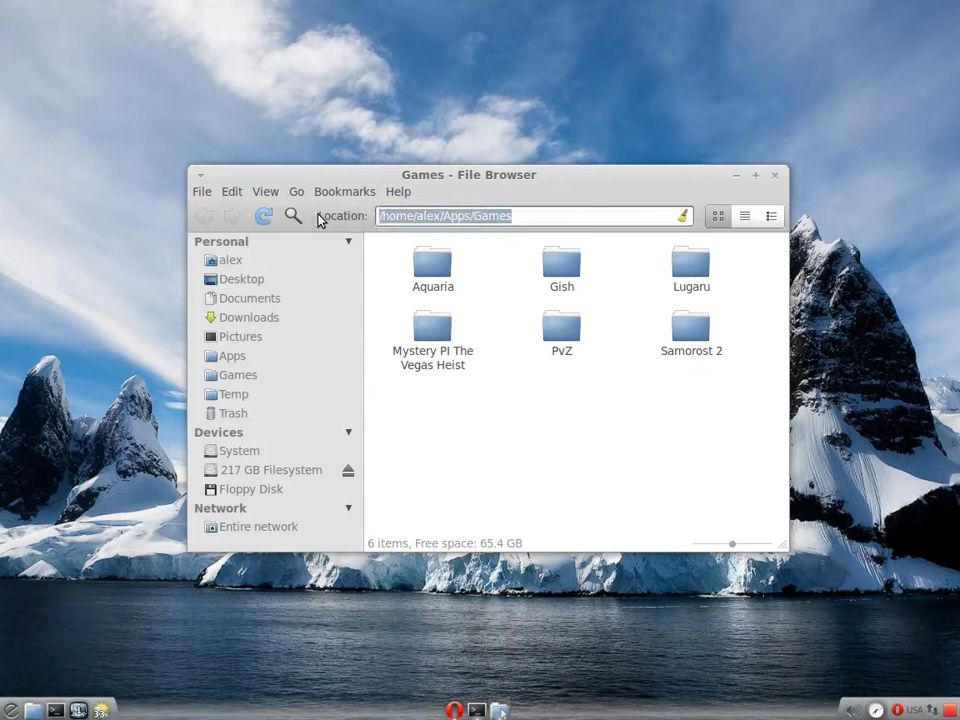 Games - File Browser
File Edit View Go Bookmarks Help
Location: /home/alex/Apps/Games
Personal
alex
Desktop
Documents
Downloads
Pictures
Apps
Games
Temp
Trash
Devices
System
217 GB Filesystem
Floppy Disk
Network
Entire network
Aquaria
Gish
Lugaru
Mystery PI The
Vegas Heist
PvZ
Samorost 2
6 items, Free space: 65.4 GB
USA